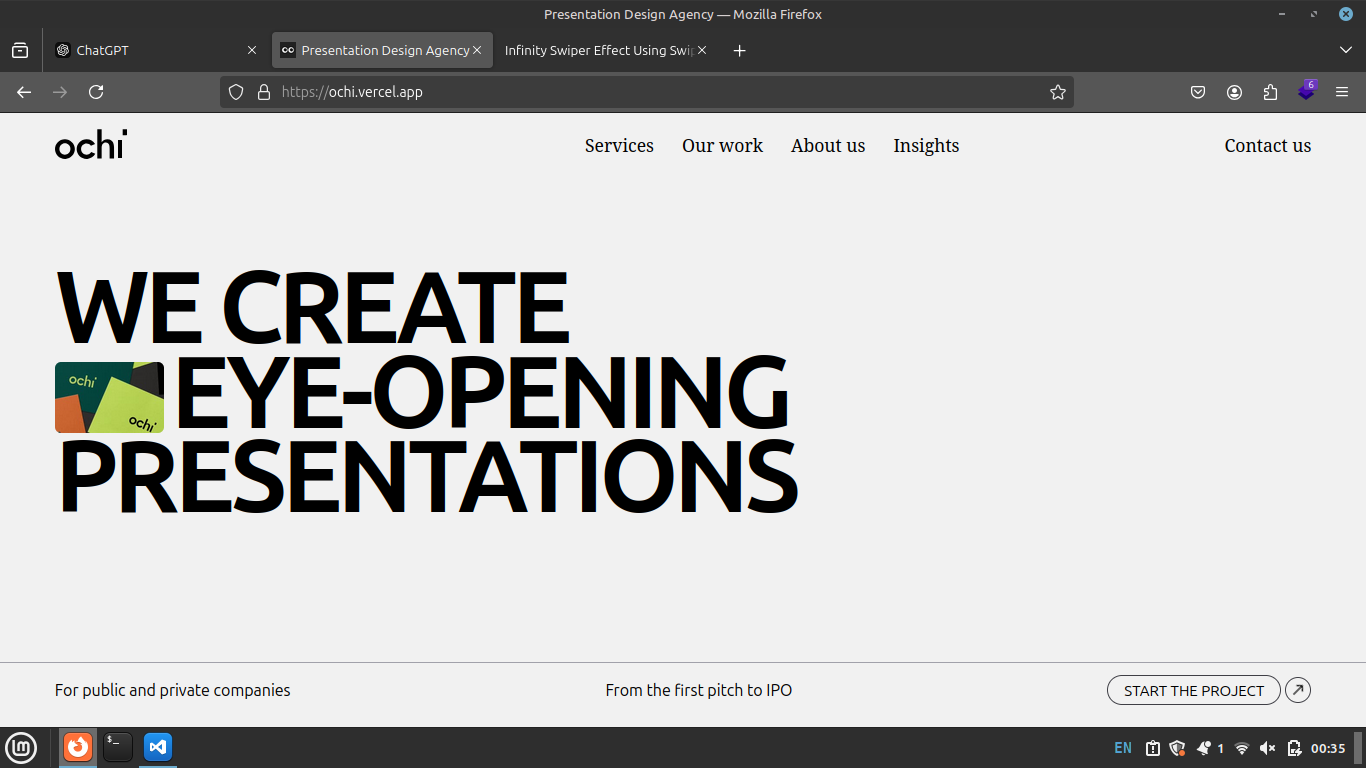 Presentation Design Agency — Mozilla Firefox
ChatGPT
Presentation Design Agency
Infinity Swiper Effect Using Swip
https://ochi.vercel.app
6
ochi
Services Our work About us Insights Contact us
WE CREATE
ochi
ochi
EYE-OPENING
PRESENTATIONS
For public and private companies
From the first pitch to IPO
START THE PROJECT
$_
EN 1 00:35